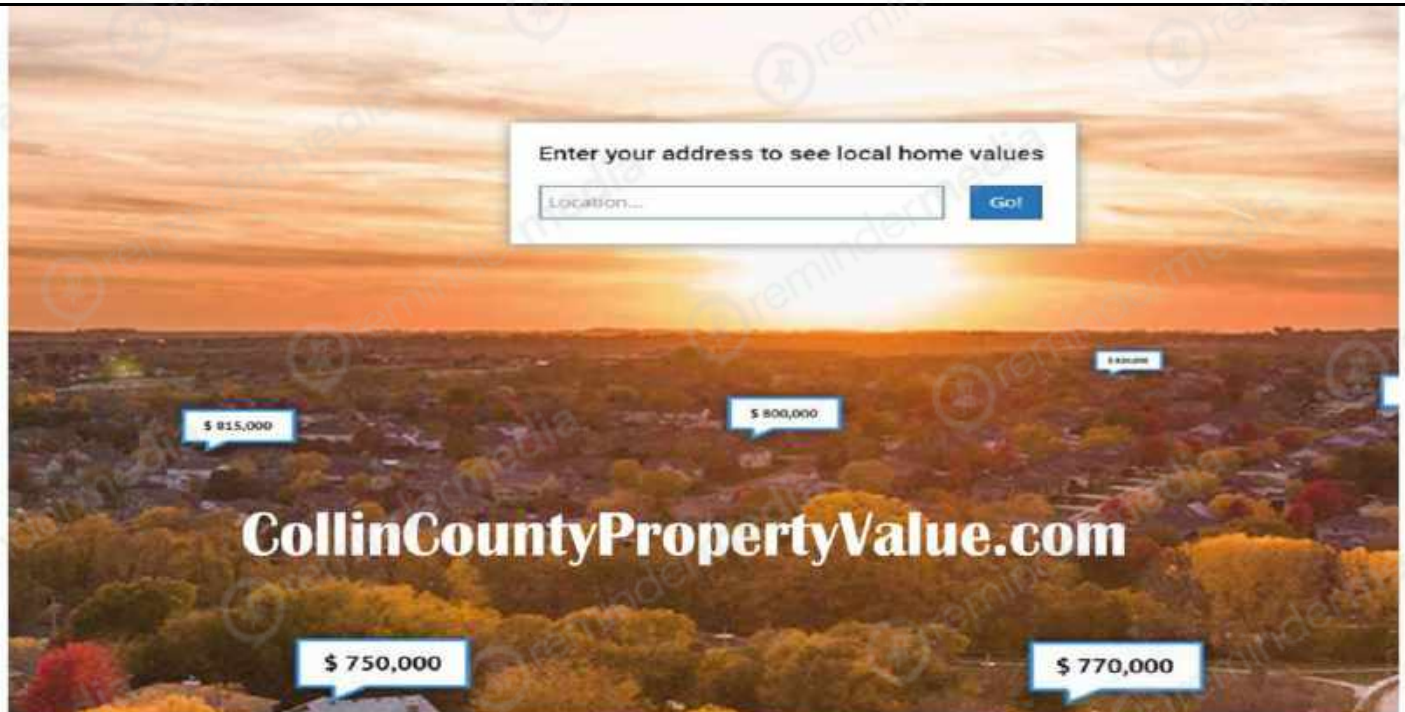 Enter your address to see local home values
Location...
Go!
$ 815,000
$ 800,000
CollinCountyPropertyValue.com
$ 750,000
$ 770,000
remindermedia